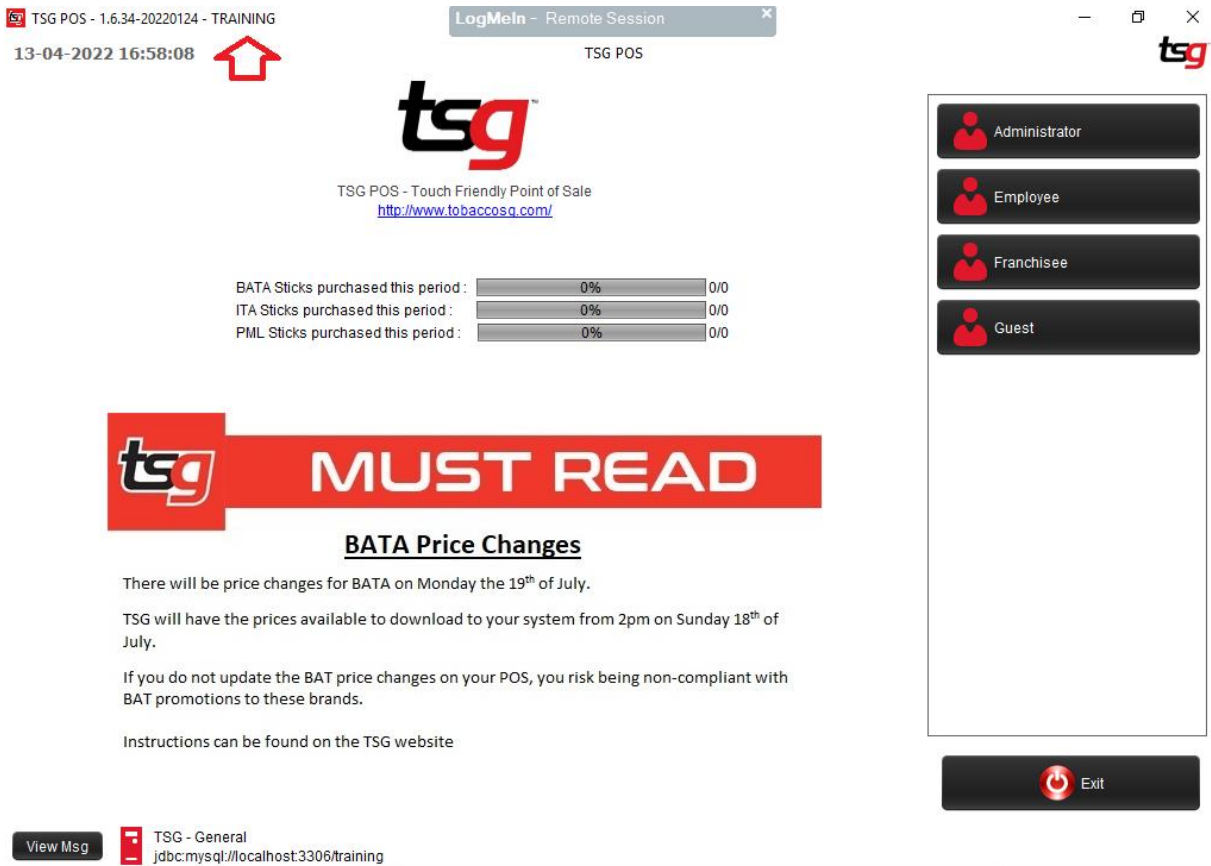 TSG POS - 1.6.34-20220124 - TRAINING
LogMeIn - Remote Session
13-04-2022 16:58:08
TSG POS
tsg
tsg
TSG POS - Touch Friendly Point of Sale
http://www.tobaccosg.com/
BATA Sticks purchased this period : 0% 0/0
ITA Sticks purchased this period : 0% 0/0
PML Sticks purchased this period : 0% 0/0
Administrator
Employee
Franchisee
Guest
tsg MUST READ
BATA Price Changes
There will be price changes for BATA on Monday the 19th of July.
TSG will have the prices available to download to your system from 2pm on Sunday 18th of
July.
If you do not update the BAT price changes on your POS, you risk being non-compliant with
BAT promotions to these brands.
Instructions can be found on the TSG website
Exit
View Msg
TSG - General
jdbc:mysql://localhost:3306/training